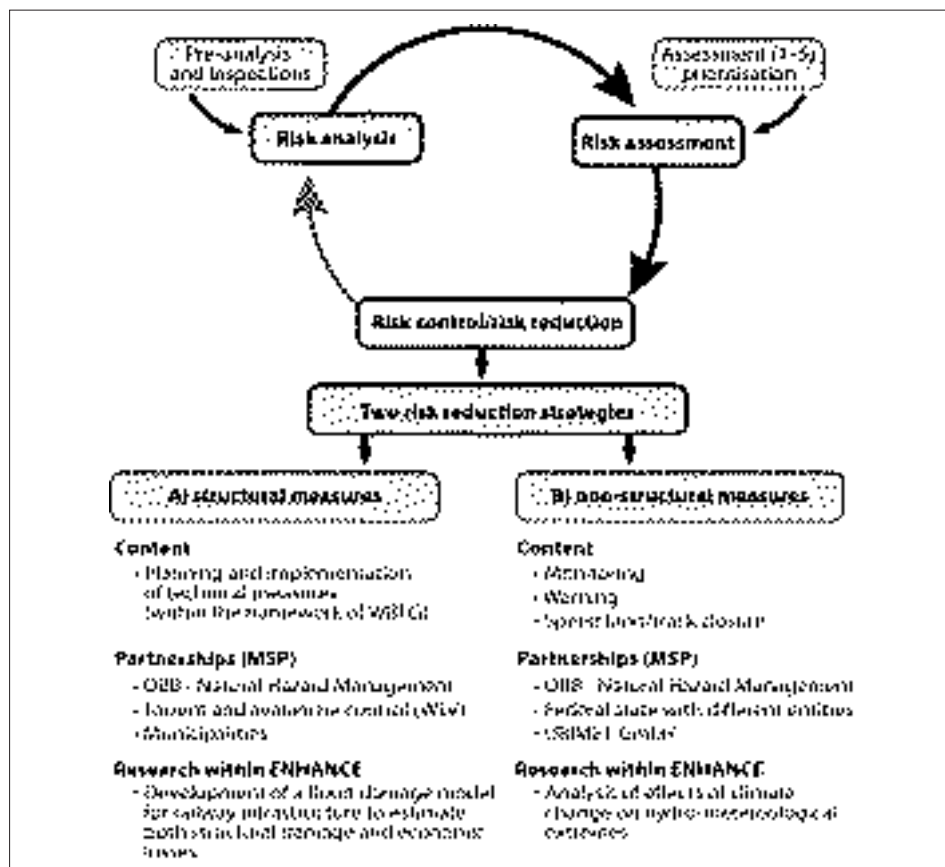 Pre-analysis
and inspections
Assessment (1–5)
prioritisation
Risk analysis
Risk assessment
Risk control/risk reduction
Two risk reduction strategies
A) structural measures
B) non-structural measures
Content
- Planning and implementation
of technical measures
(within the framework of
Content
- Monitoring
- Warning
- Speed limit/track closure
Partnerships (MSP)
- ÖBB - Natural Hazard Management
- Torrent and avalanche control (WLV)
- Municipalities
Partnerships (MSP)
- ÖBB - Natural Hazard Management
- Federal state with different entities
- GmbH
Research within ENHANCE
- Development of a flood damage model
for railway infrastructure to estimate
both structural damage and economic
losses
Research within ENHANCE
- Analysis of effects of climate
change on hydro-meteorological
extremes